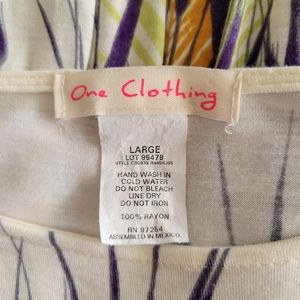 One Clothing
LARGE
LOT 95479
HAND WASH IN
COLD WATER
DO NOT BLEACH
LINE DRY
DO NOT IRON
100% RAYON
RN 97254
ASSEMBLED IN MEXICO